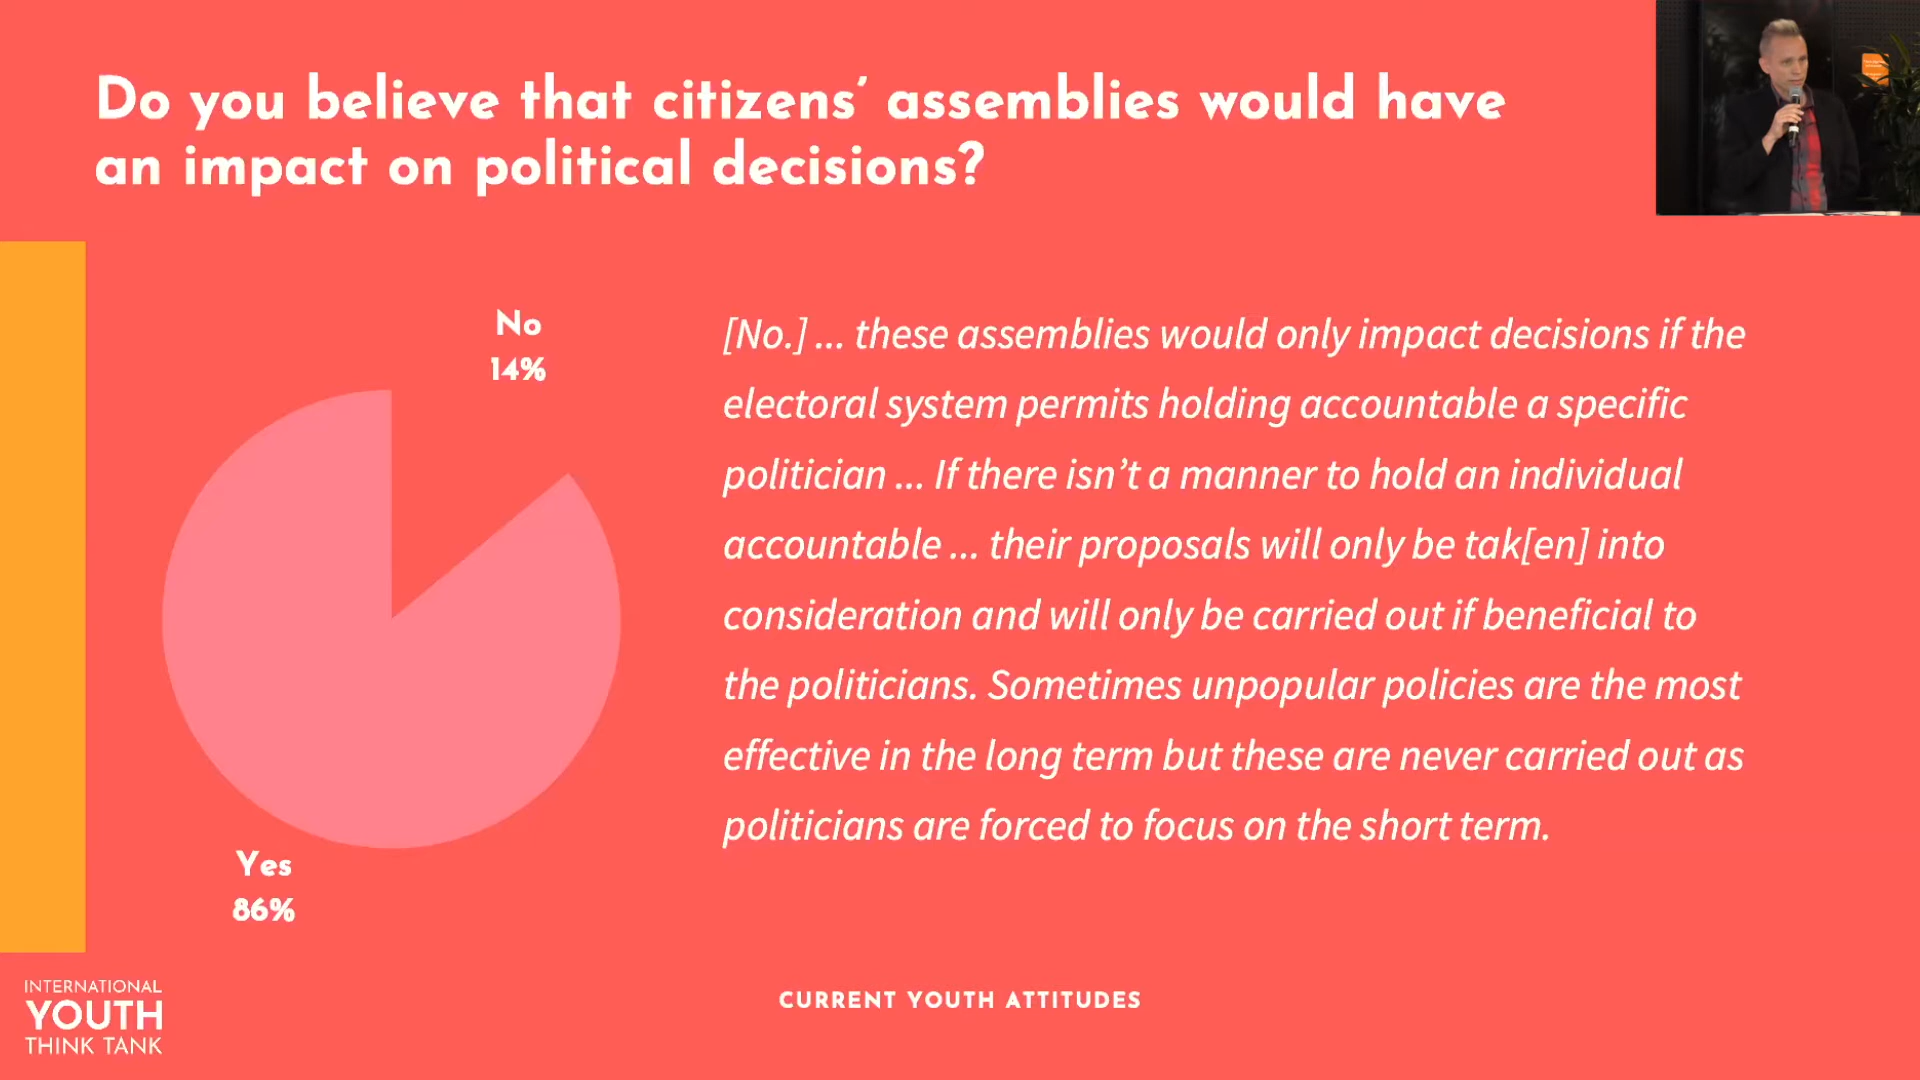 Do you believe that citizens’ assemblies would have
an impact on political decisions?
No
14%
[No.] ... these assemblies would only impact decisions if the
electoral system permits holding accountable a specific
politician ... If there isn’t a manner to hold an individual
accountable ... their proposals will only be tak[en] into
consideration and will only be carried out if beneficial to
the politicians. Sometimes unpopular policies are the most
effective in the long term but these are never carried out as
politicians are forced to focus on the short term.
Yes
86%
INTERNATIONAL
YOUTH
THINK TANK
CURRENT YOUTH ATTITUDES